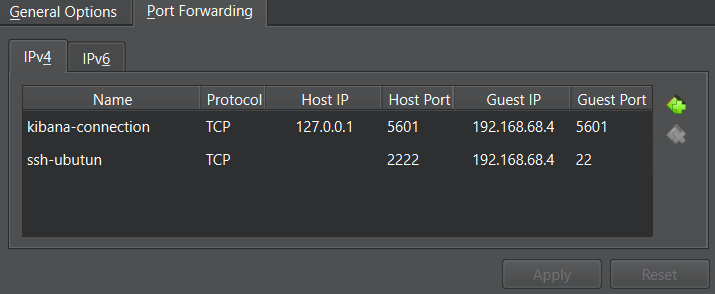 General Options Port Forwarding
IPv4 IPv6
Name Protocol Host IP Host Port Guest IP Guest Port
kibana-connection TCP 127.0.0.1 5601 192.168.68.4 5601
ssh-ubutun TCP 2222 192.168.68.4 22
Apply Reset